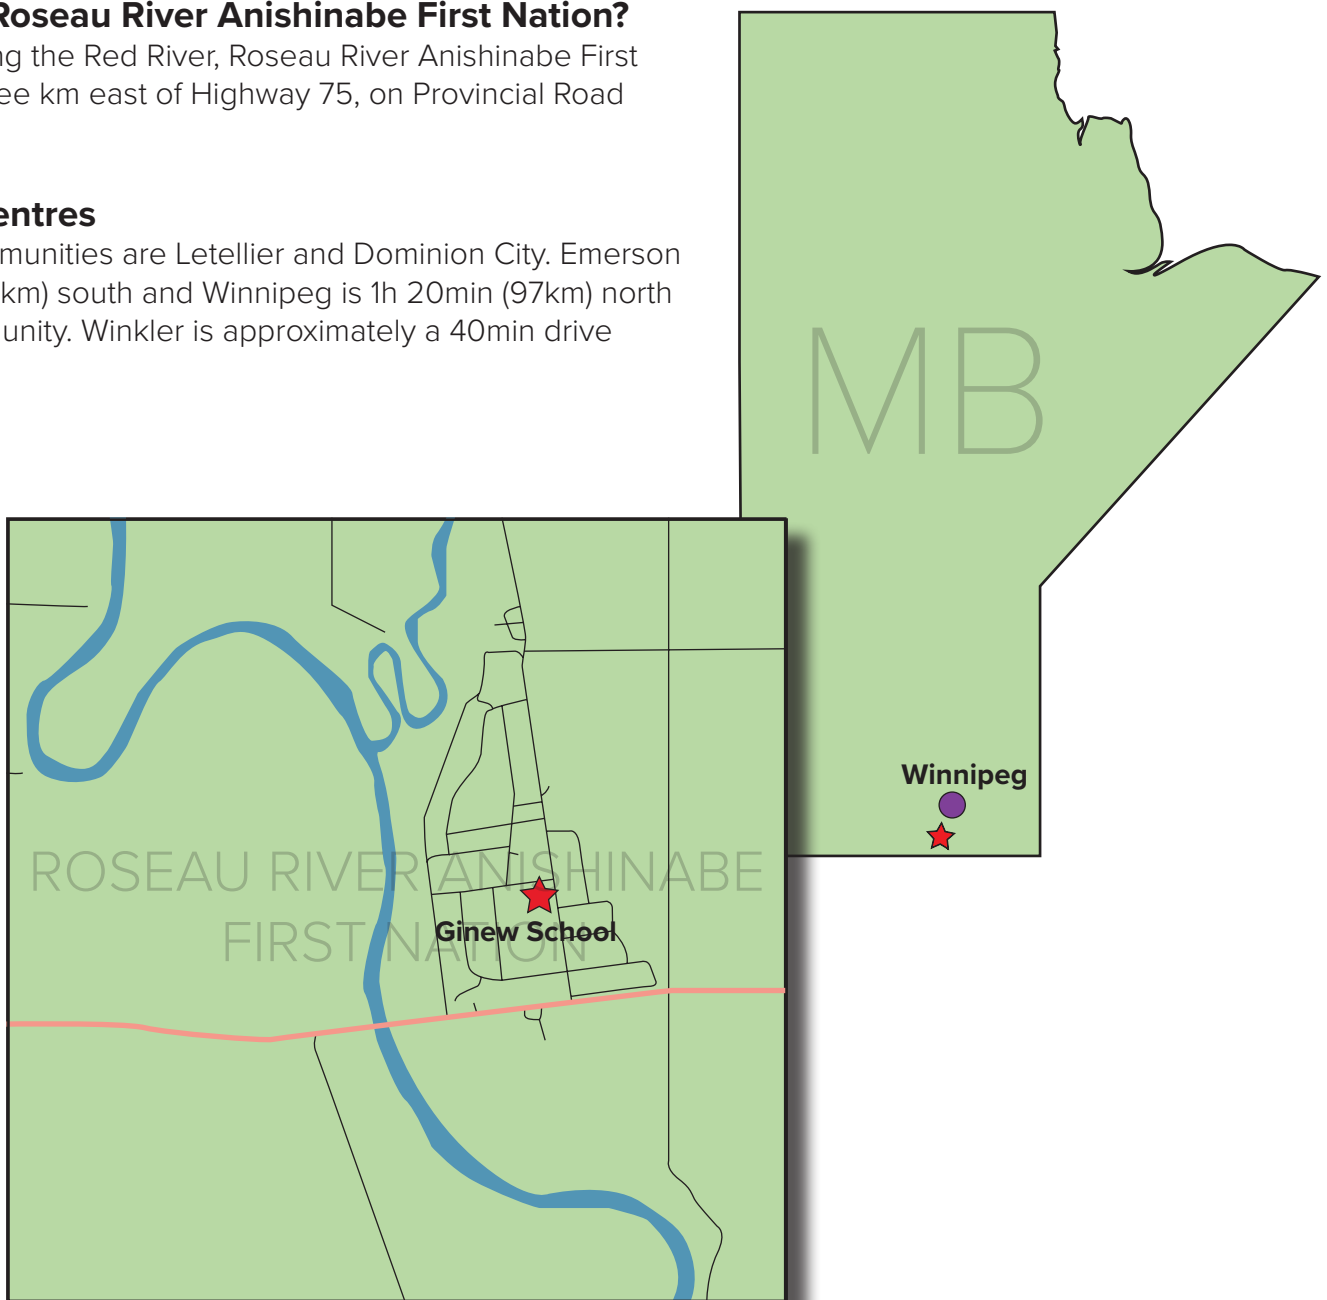 Roseau River Anishinabe First Nation?
ng the Red River, Roseau River Anishinabe First
ee km east of Highway 75, on Provincial Road
entres
munities are Letellier and Dominion City. Emerson
km) south and Winnipeg is 1h 20min (97km) north
unity. Winkler is approximately a 40min drive
MB
Winnipeg
ROSEAU RIVER ANISHINABE
FIRST NATION
Ginew School